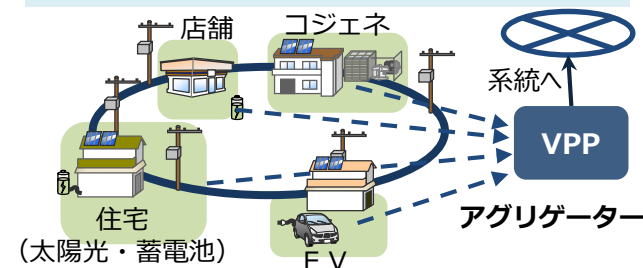 店舗
コジェネ
系統へ
VPP
アグリゲーター
住宅
（太陽光・蓄電池）
ＥＶ